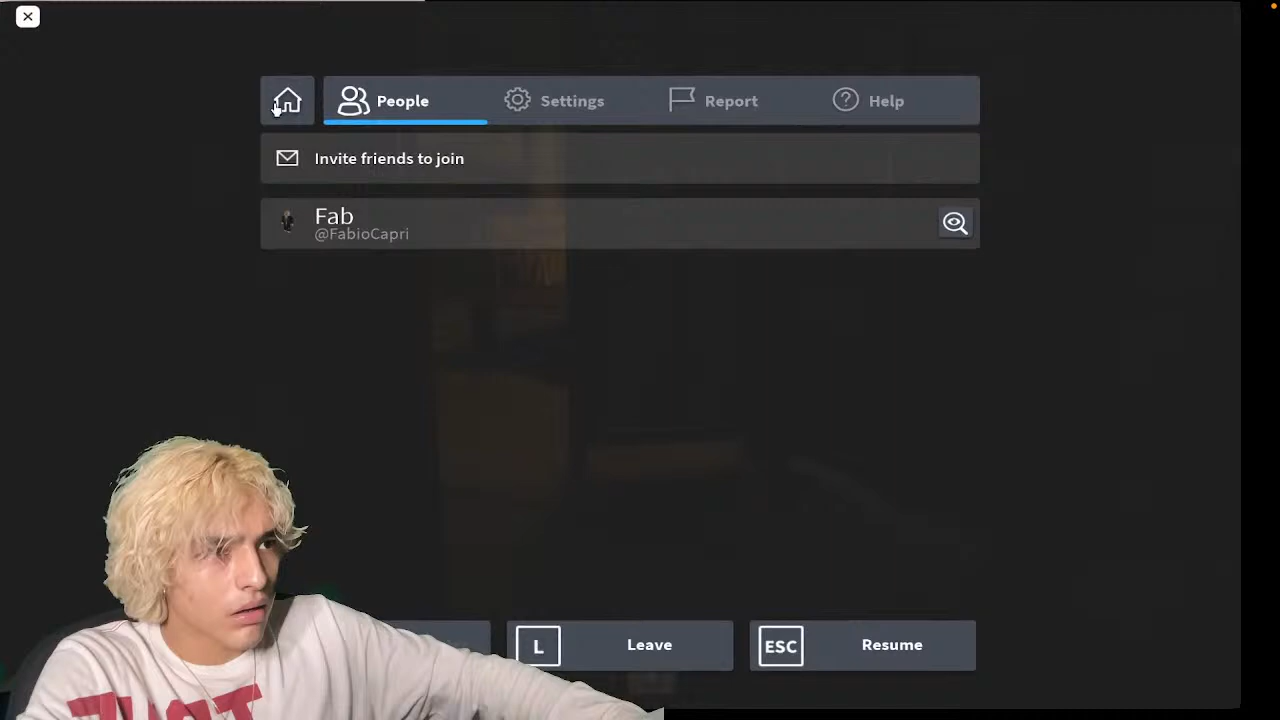 People
Settings
Report
Help
Invite friends to join
Fab
@FabioCapri
L
Leave
ESC
Resume